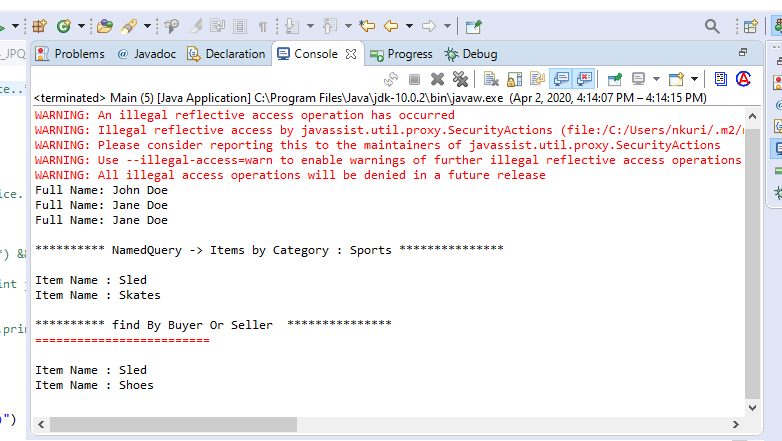 _JPQ
Problems @ Javadoc Declaration Console Progress Debug
<terminated> Main (5) [Java Application] C:\Program Files\Java\jdk-10.0.2\bin\javaw.exe (Apr 2, 2020, 4:14:07 PM – 4:14:15 PM)
te..*
WARNING: An illegal reflective access operation has occurred
WARNING: Illegal reflective access by javassist.util.proxy.SecurityActions (file:/C:/Users/nkuri/.m2/r
WARNING: Please consider reporting this to the maintainers of javassist.util.proxy.SecurityActions
WARNING: Use --illegal-access=warn to enable warnings of further illegal reflective access operations
WARNING: All illegal access operations will be denied in a future release
Full Name: John Doe
ice.
Full Name: Jane Doe
Full Name: Jane Doe
********** NamedQuery -> Items by Category : Sports ***************
*) &&
Item Name : Sled
int j
Item Name : Skates
********** find By Buyer Or Seller ***************
.prin
=========================
Item Name : Sled
Item Name : Shoes
)")